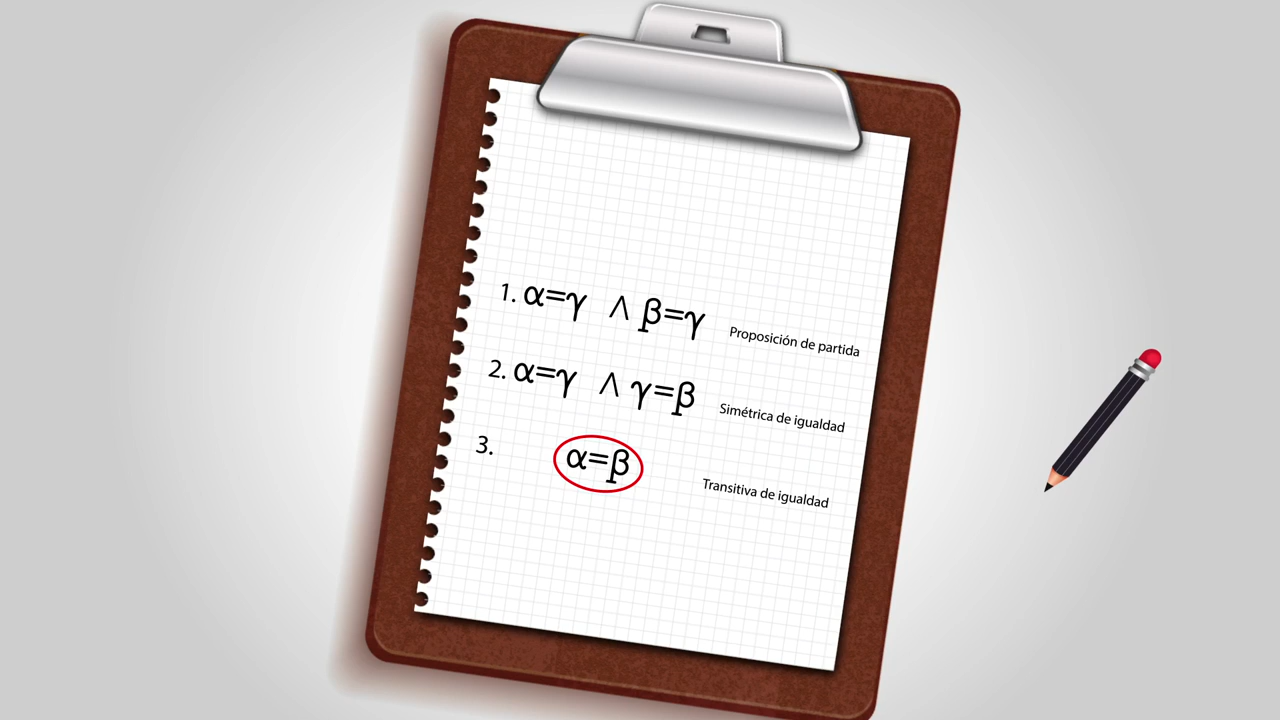 1. α=γ ∧ β=γ Proposición de partida
2. α=γ ∧ γ=β Simétrica de igualdad
3. α=β Transitiva de igualdad